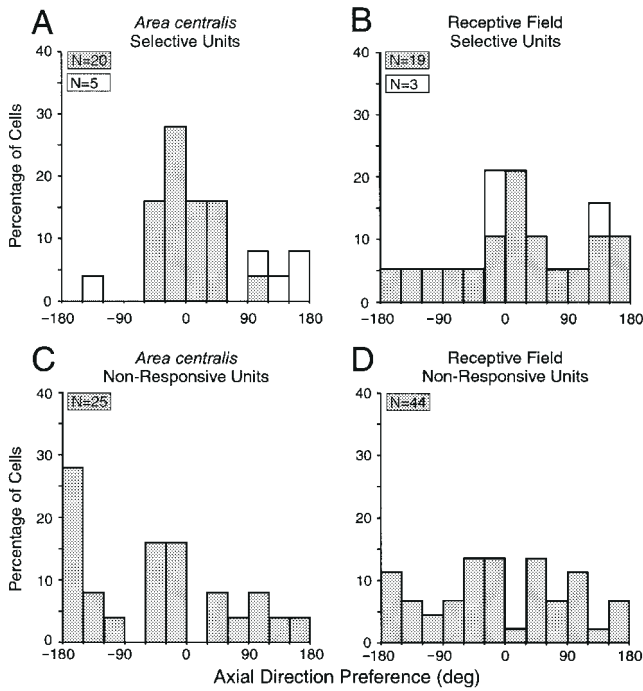 A
Area centralis
Selective Units
N=20
N=5
40
30
20
10
0
Percentage of Cells
−180 −90 0 90 180
B
Receptive Field
Selective Units
N=19
N=3
40
30
20
10
0
−180 −90 0 90 180
C
Area centralis
Non-Responsive Units
N=25
40
30
20
10
0
Percentage of Cells
−180 −90 0 90 180
D
Receptive Field
Non-Responsive Units
N=44
40
30
20
10
0
−180 −90 0 90 180
Axial Direction Preference (deg)